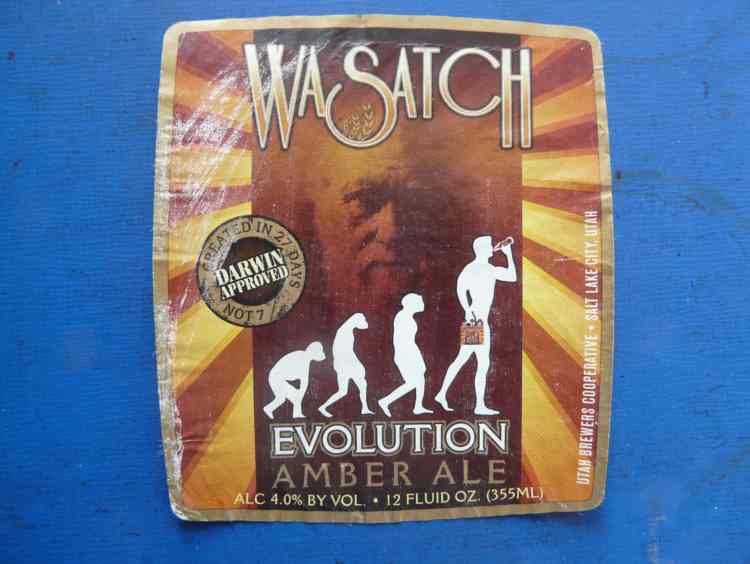 WASATCH
CREATED IN 27 DAYS
DARWIN
APPROVED
NOT 7
EVOLUTION
AMBER ALE
ALC 4.0% BY VOL. • 12 FLUID OZ. (355ML)
UTAH BREWERS COOPERATIVE • SALT LAKE CITY, UTAH